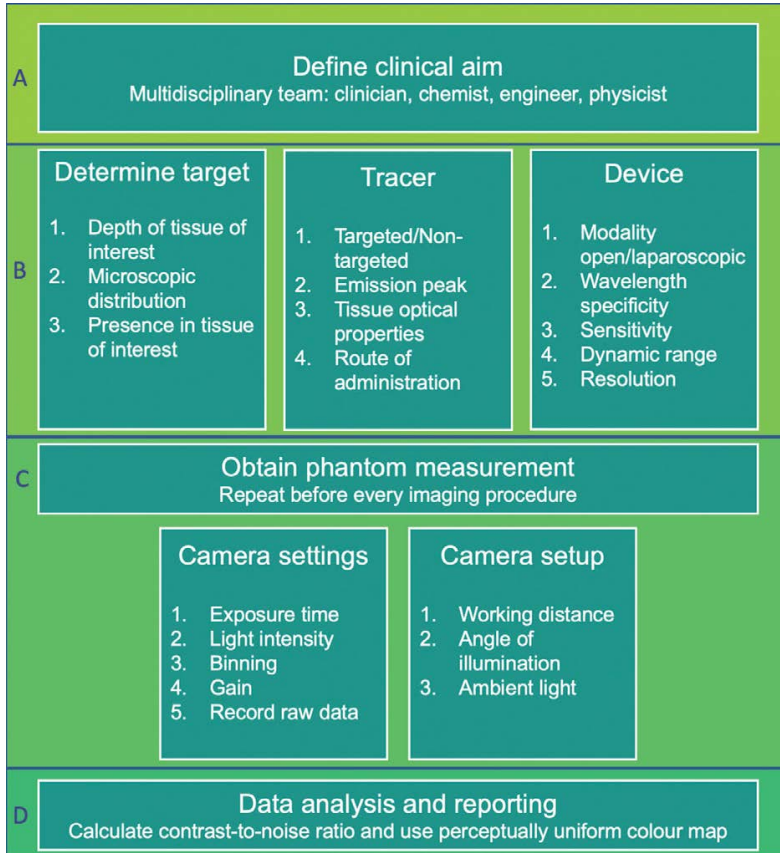 A
Define clinical aim
Multidisciplinary team: clinician, chemist, engineer, physicist
B
Determine target
1. Depth of tissue of
interest
2. Microscopic
distribution
3. Presence in tissue
of interest
Tracer
1. Targeted/Non-
targeted
2. Emission peak
3. Tissue optical
properties
4. Route of
administration
Device
1. Modality
open/laparoscopic
2. Wavelength
specificity
3. Sensitivity
4. Dynamic range
5. Resolution
C
Obtain phantom measurement
Repeat before every imaging procedure
Camera settings
1. Exposure time
2. Light intensity
3. Binning
4. Gain
5. Record raw data
Camera setup
1. Working distance
2. Angle of
illumination
3. Ambient light
D
Data analysis and reporting
Calculate contrast-to-noise ratio and use perceptually uniform colour map